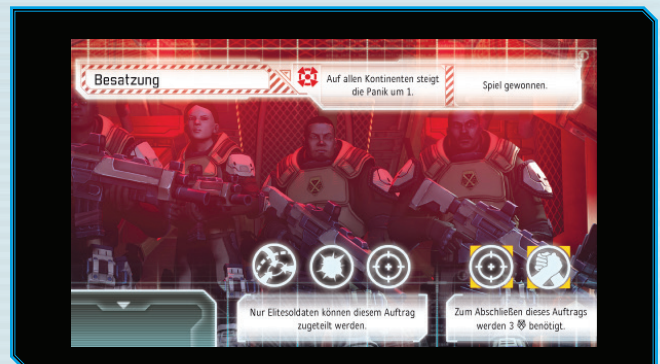 Besatzung
Auf allen Kontinenten steigt
die Panik um 1.
Spiel gewonnen.
Nur Elitesoldaten können diesem Auftrag
zugeteilt werden.
Zum Abschließen dieses Auftrags
werden 3 benötigt.